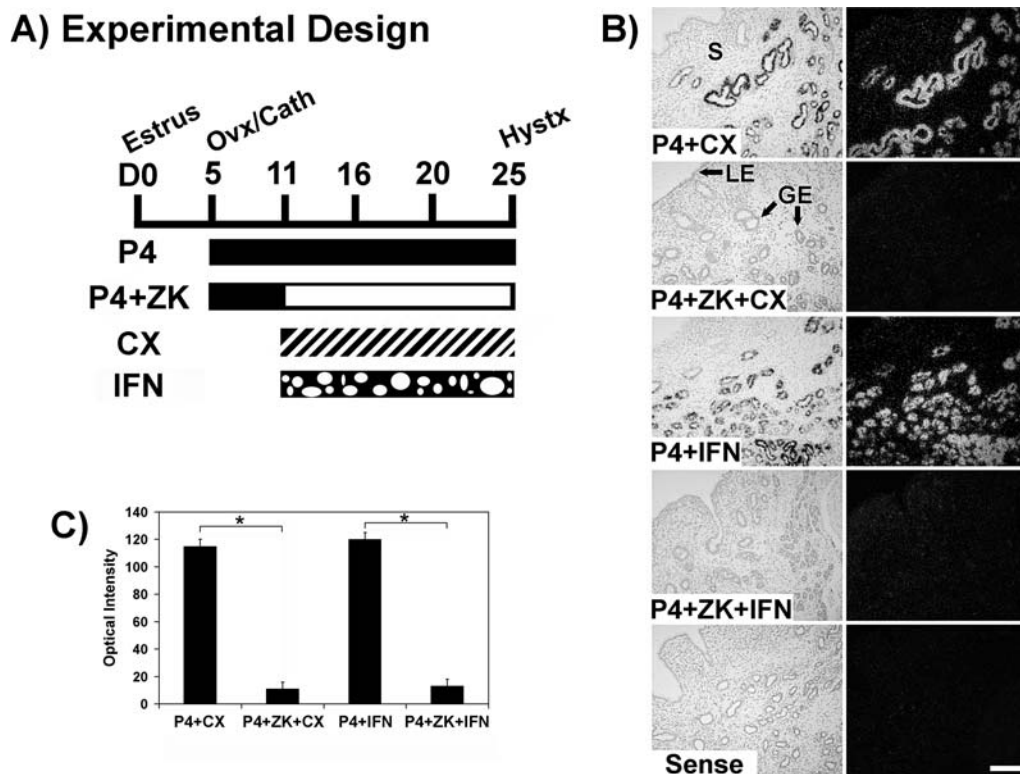 A) Experimental Design
Estrus Ovx/Cath Hystx
D0 5 11 16 20 25
P4
P4+ZK
CX
IFN
B)
S
P4+CX
LE
GE
P4+ZK+CX
P4+IFN
P4+ZK+IFN
Sense
C)
Optical Intensity
140
120
100
80
60
40
20
0
* *
P4+CX P4+ZK+CX P4+IFN P4+ZK+IFN